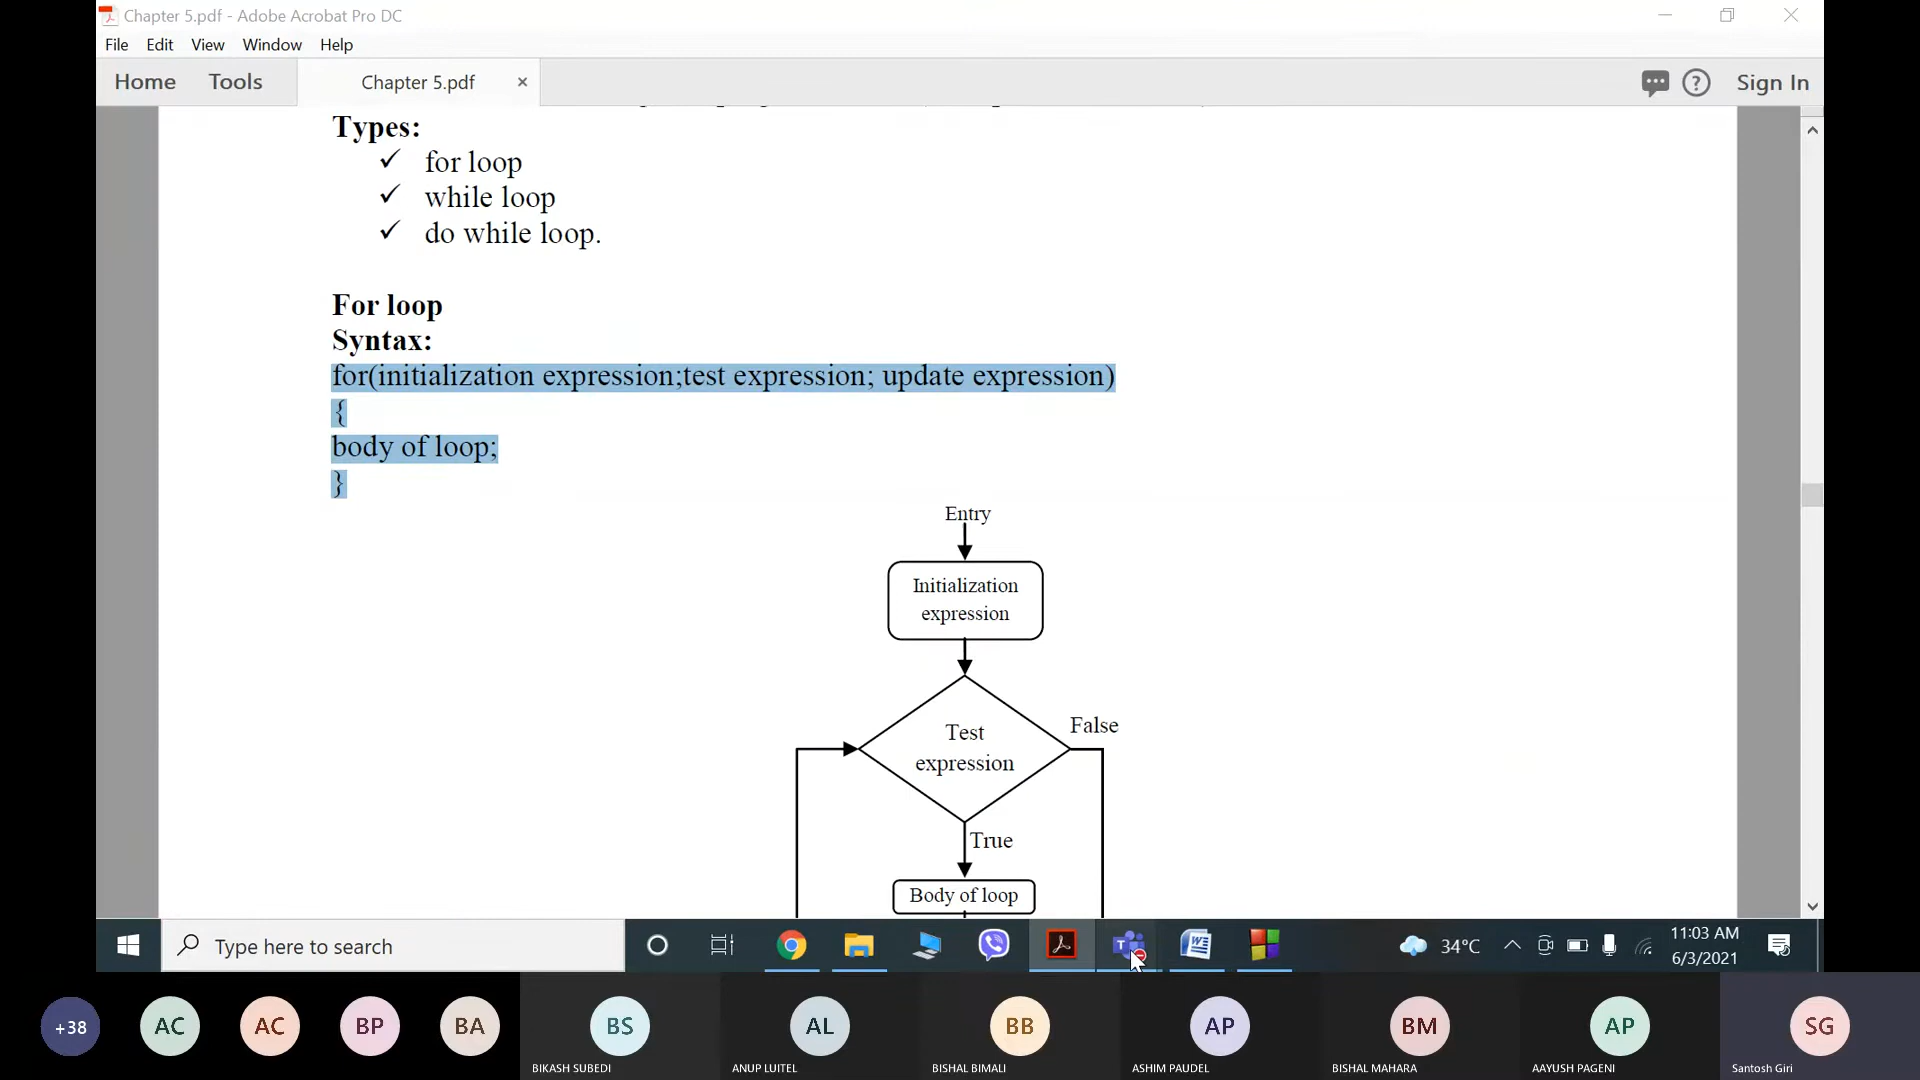 Chapter 5.pdf - Adobe Acrobat Pro DC
File Edit View Window Help
Home Tools Chapter 5.pdf × Sign In
Types:
✓ for loop
✓ while loop
✓ do while loop.
For loop
Syntax:
for(initialization expression;test expression; update expression)
{
body of loop;
}
Entry
Initialization
expression
Test
expression
False
True
Body of loop
Type here to search
34°C
11:03 AM
6/3/2021
+38
AC
AC
BP
BA
BS
BIKASH SUBEDI
AL
ANUP LUITEL
BB
BISHAL BIMALI
AP
ASHIM PAUDEL
BM
BISHAL MAHARA
AP
AAYUSH PAGENI
SG
Santosh Giri